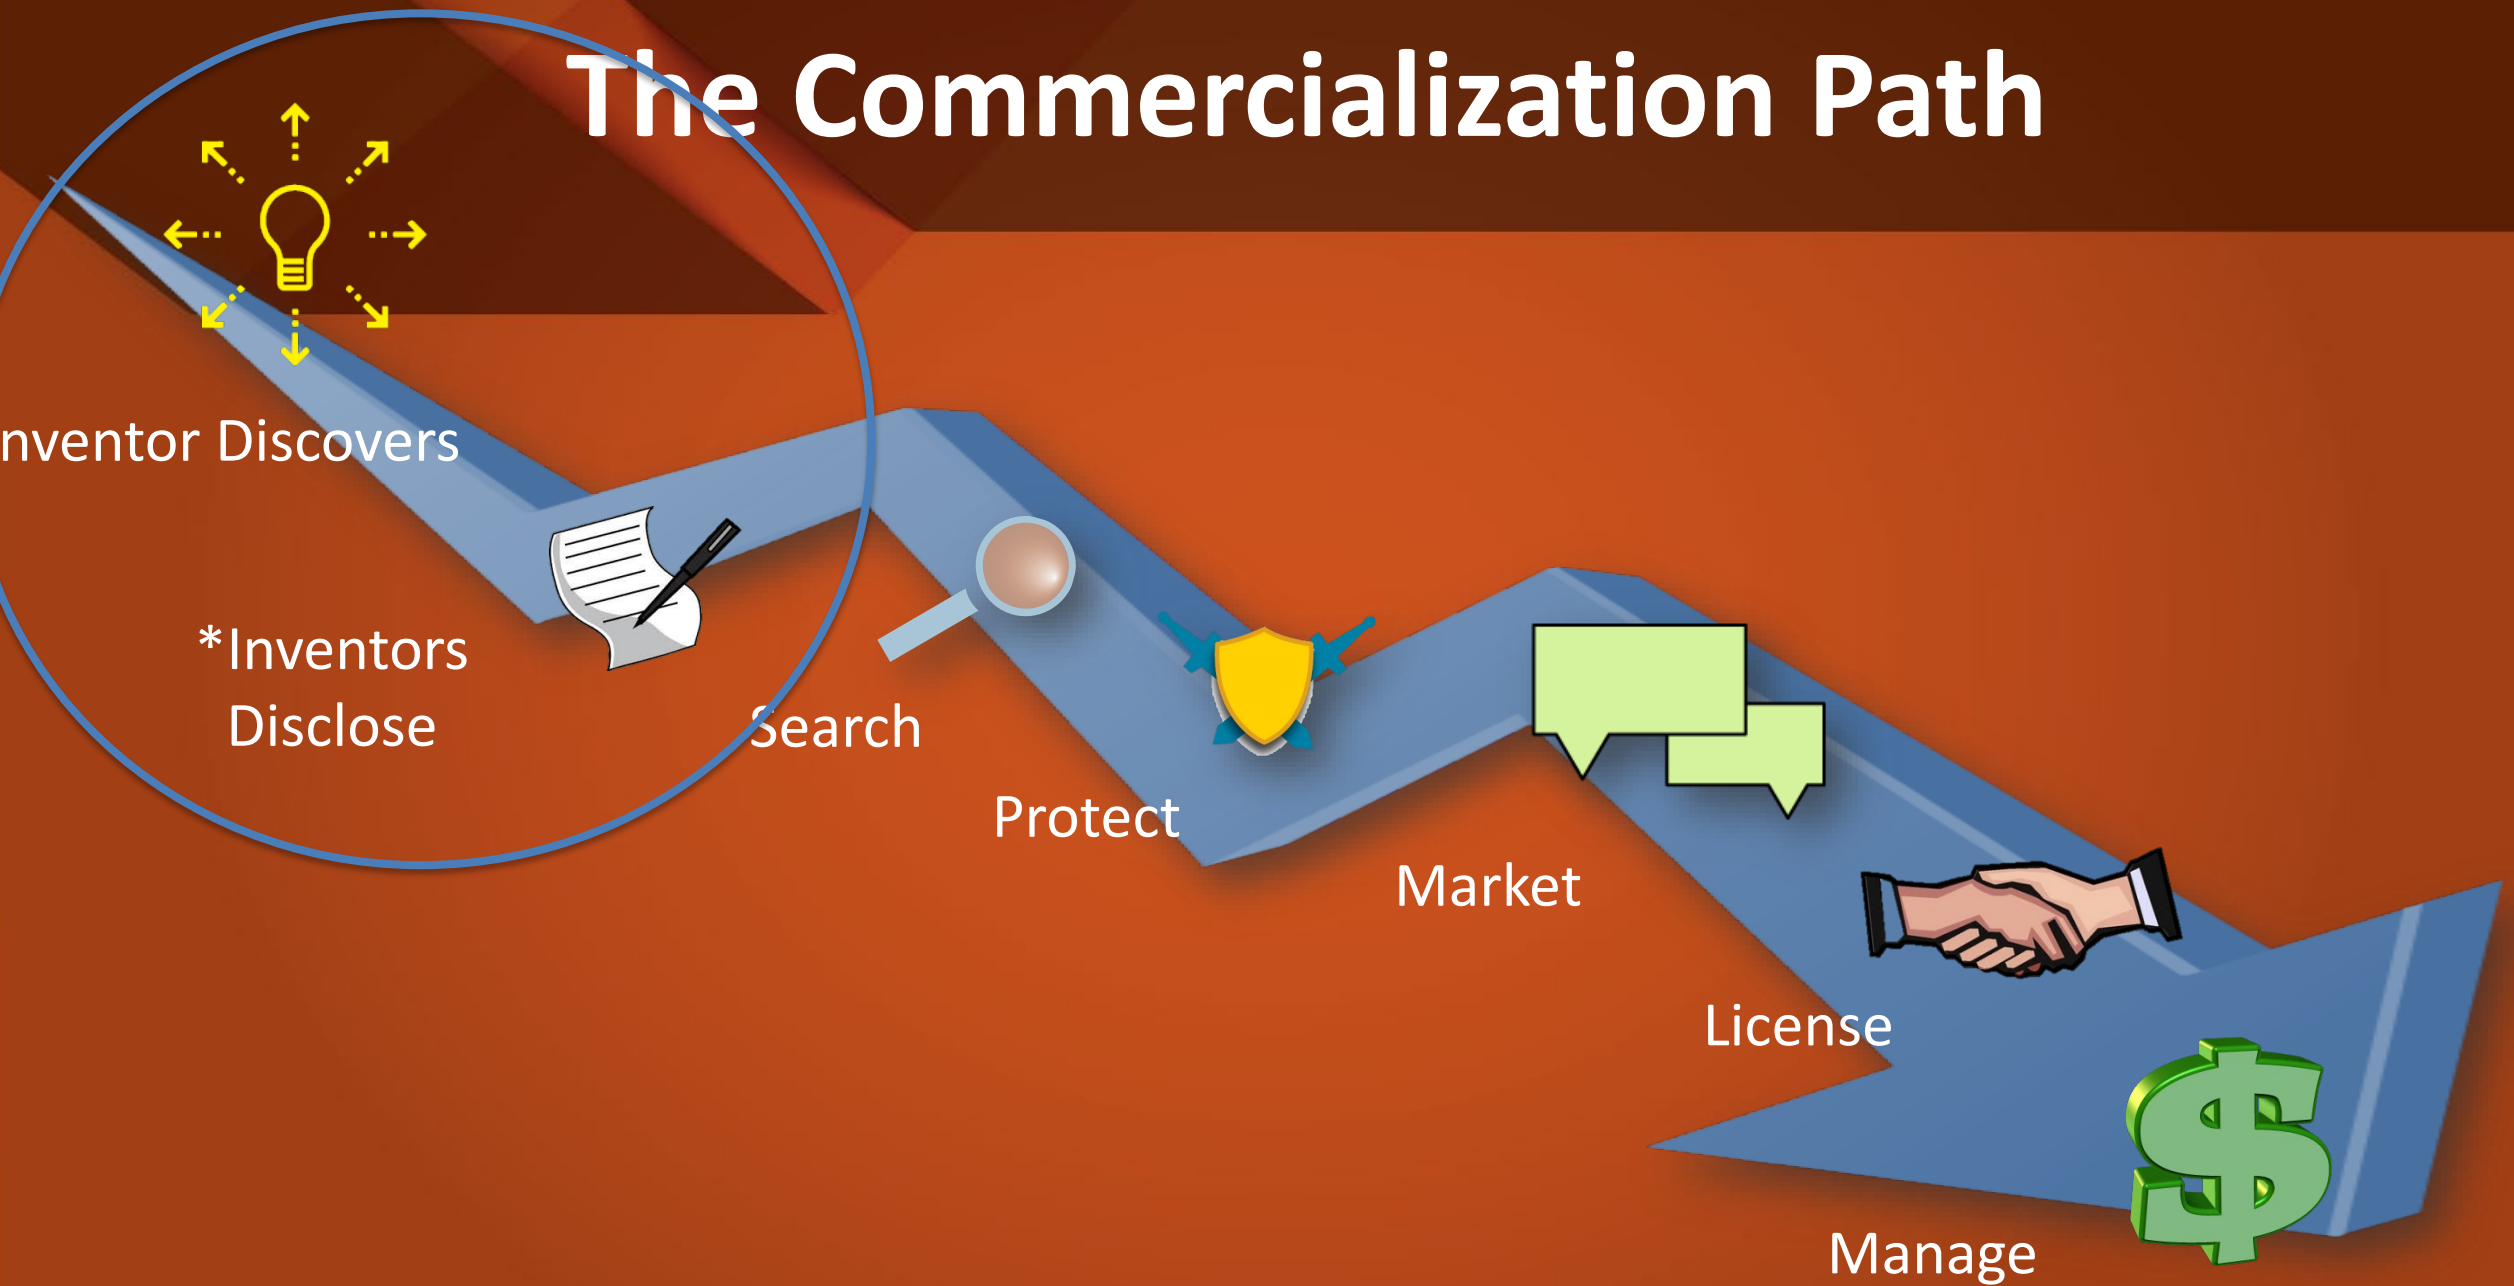 The Commercialization Path
nventor Discovers
*Inventors
Disclose
Search
Protect
Market
License
Manage